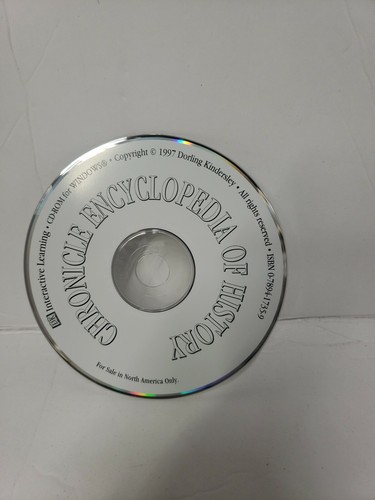 DK Interactive Learning • CD-ROM for WINDOWS® • Copyright © 1997 Dorling Kindersley • All rights reserved • ISBN 0-7894-1735-9
CHRONICLE ENCYCLOPEDIA OF HISTORY
For Sale in North America Only.